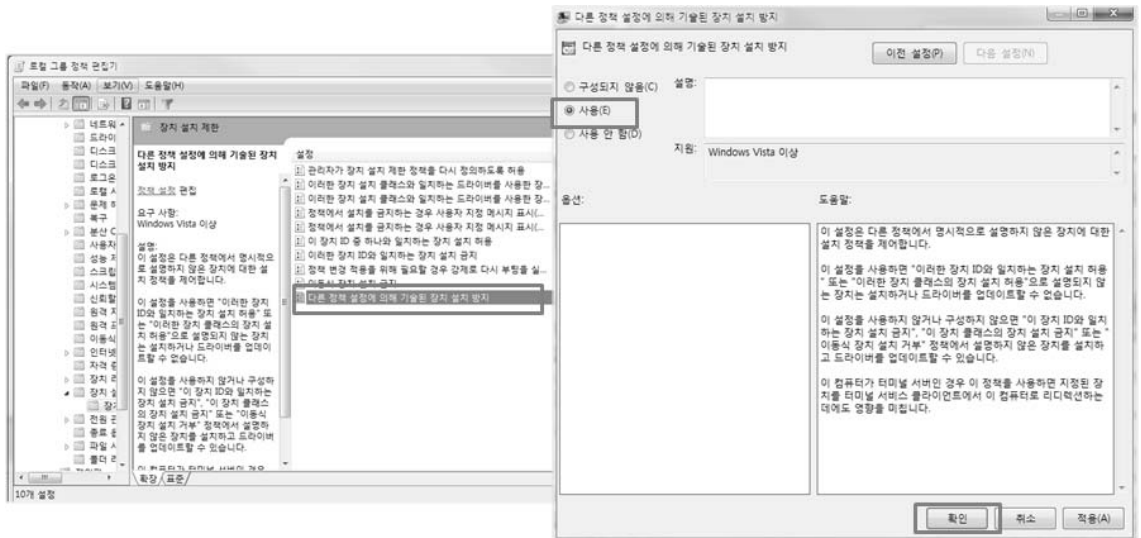 로컬 그룹 정책 편집기
파일(F) 동작(A) 보기(V) 도움말(H)
네트워
드라이
디스크
디스크
로그온
로컬 사
문제 하
복구
분산 C
사용자
성능 제
스크립
시스템
신뢰할
원격 지
원격 프
이동식
인터넷
자격 증
장치 리
장치 설
장치
전원 관
종료 옵
파일 시
폴더 리
장치 설치 제한
다른 정책 설정에 의해 기술된 장치
설치 방지
정책 설정 편집
요구 사항:
Windows Vista 이상
설명:
이 설정은 다른 정책에서 명시적으
로 설명하지 않은 장치에 대한 설
치 정책을 제어합니다.
이 설정을 사용하면 "이러한 장치
ID와 일치하는 장치 설치 허용" 또
는 "이러한 장치 클래스의 장치 설
치 허용"으로 설명되지 않는 장치
는 설치하거나 드라이버를 업데이
트할 수 없습니다.
이 설정을 사용하지 않거나 구성하
지 않으면 "이 장치 ID와 일치하는
장치 설치 금지", "이 장치 클래스
의 장치 설치 금지" 또는 "이동식
장치 설치 거부" 정책에서 설명하
지 않은 장치를 설치하고 드라이버
를 업데이트할 수 있습니다.
이 컴퓨터가 터미널 서버인 경우
설정
관리자가 장치 설치 제한 정책을 다시 정의하도록 허용
이러한 장치 설치 클래스와 일치하는 드라이버를 사용한 장...
이러한 장치 설치 클래스와 일치하는 드라이버를 사용한 장...
정책에서 설치를 금지하는 경우 사용자 지정 메시지 표시(...
정책에서 설치를 금지하는 경우 사용자 지정 메시지 표시(...
이 장치 ID 중 하나와 일치하는 장치 설치 허용
이러한 장치 ID와 일치하는 장치 설치 금지
정책 변경 적용을 위해 필요할 경우 강제로 다시 부팅을 실...
이동식 장치 설치 금지
다른 정책 설정에 의해 기술된 장치 설치 방지
확장 표준
10개 설정
다른 정책 설정에 의해 기술된 장치 설치 방지
다른 정책 설정에 의해 기술된 장치 설치 방지
이전 설정(P) 다음 설정(N)
구성되지 않음(C) 설명:
사용(E)
사용 안 함(D)
지원: Windows Vista 이상
옵션: 도움말:
이 설정은 다른 정책에서 명시적으로 설명하지 않은 장치에 대한
설치 정책을 제어합니다.
이 설정을 사용하면 "이러한 장치 ID와 일치하는 장치 설치 허용
" 또는 "이러한 장치 클래스의 장치 설치 허용"으로 설명되지 않
는 장치는 설치하거나 드라이버를 업데이트할 수 없습니다.
이 설정을 사용하지 않거나 구성하지 않으면 "이 장치 ID와 일치
하는 장치 설치 금지", "이 장치 클래스의 장치 설치 금지" 또는 "
이동식 장치 설치 거부" 정책에서 설명하지 않은 장치를 설치하
고 드라이버를 업데이트할 수 있습니다.
이 컴퓨터가 터미널 서버인 경우 이 정책을 사용하면 지정된 장
치를 터미널 서비스 클라이언트에서 이 컴퓨터로 리디렉션하는
데에도 영향을 미칩니다.
확인 취소 적용(A)